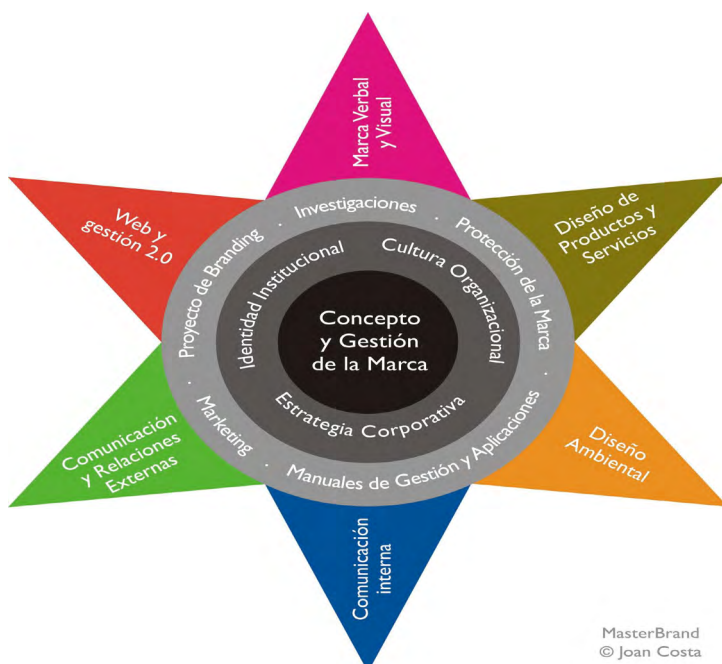 Marca Verbal
y Visual
Diseño de
Productos y
Servicios
Diseño
Ambiental
Comunicación
interna
Comunicación
y Relaciones
Externas
Web y
gestión 2.0
Proyecto de Branding · Investigaciones · Protección de la Marca · Manuales de Gestión y Aplicaciones · Marketing ·
Identidad Institucional
Cultura Organizacional
Estrategia Corporativa
Concepto
y Gestión
de la Marca
MasterBrand
© Joan Costa